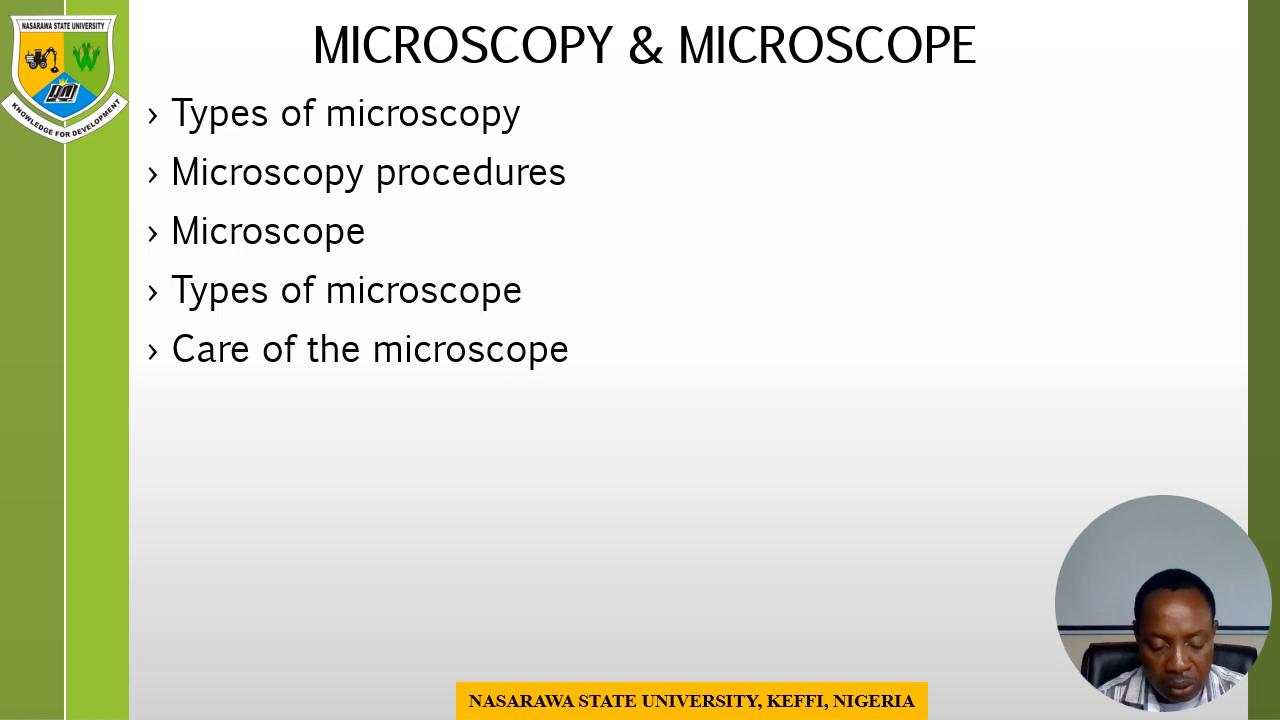 NASARAWA STATE UNIVERSITY
KNOWLEDGE FOR DEVELOPMENT
MICROSCOPY & MICROSCOPE
› Types of microscopy
› Microscopy procedures
› Microscope
› Types of microscope
› Care of the microscope
NASARAWA STATE UNIVERSITY, KEFFI, NIGERIA